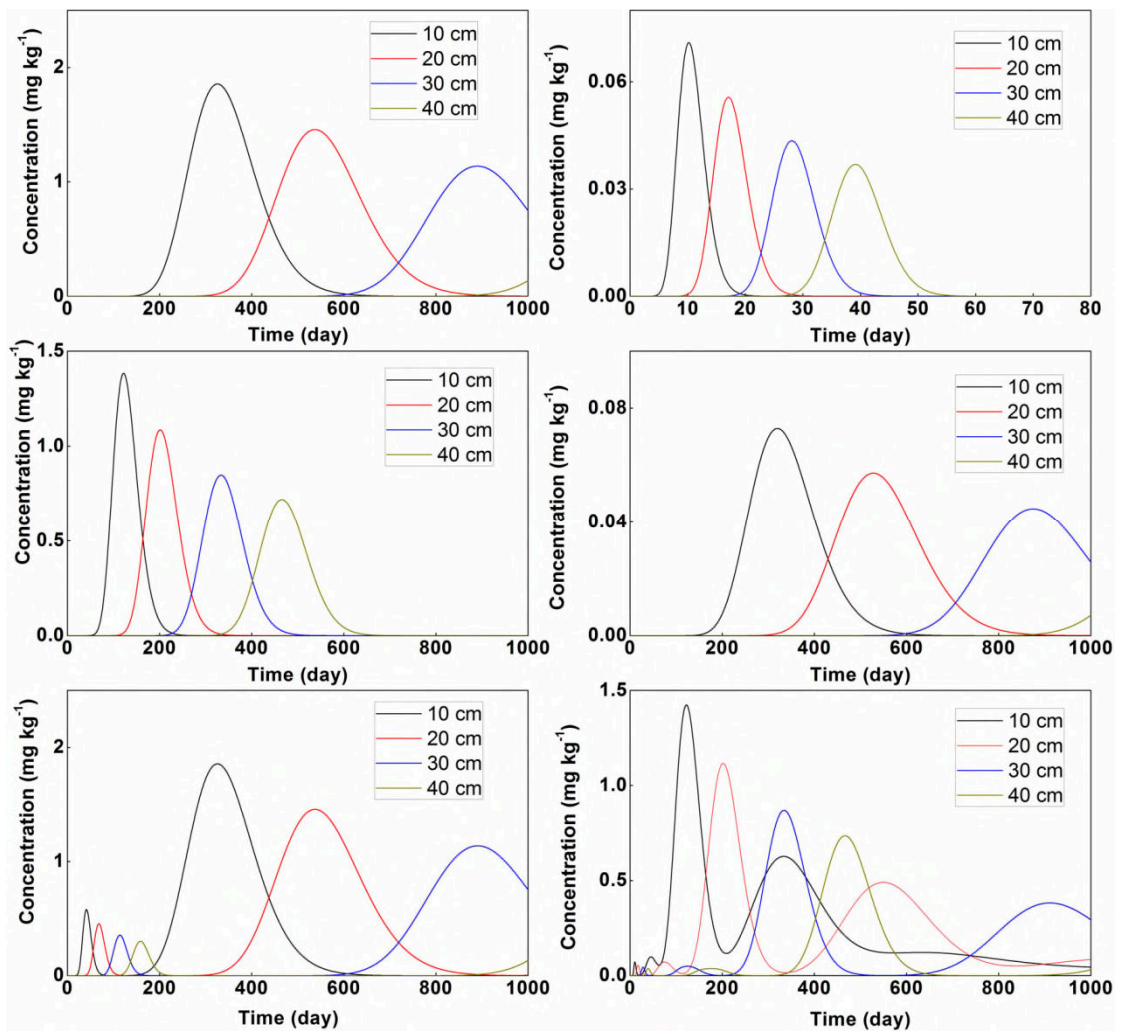 Concentration (mg kg-1)
2
1
0
10 cm
20 cm
30 cm
40 cm
0 200 400 600 800 1000
Time (day)
Concentration (mg kg-1)
0.06
0.03
0.00
10 cm
20 cm
30 cm
40 cm
10 20 30 40 50 60 70 80
Time (day)
Concentration (mg kg-1)
1.5
1.0
0.5
0.0
10 cm
20 cm
30 cm
40 cm
0 200 400 600 800 1000
Time (day)
Concentration (mg kg-1)
0.08
0.04
0.00
10 cm
20 cm
30 cm
40 cm
200 400 600 800 1000
Time (day)
Concentration (mg kg-1)
2
1
0
10 cm
20 cm
30 cm
40 cm
0 200 400 600 800 1000
Time (day)
Concentration (mg kg-1)
1.5
1.0
0.5
0.0
10 cm
20 cm
30 cm
40 cm
0 200 400 600 800 1000
Time (day)